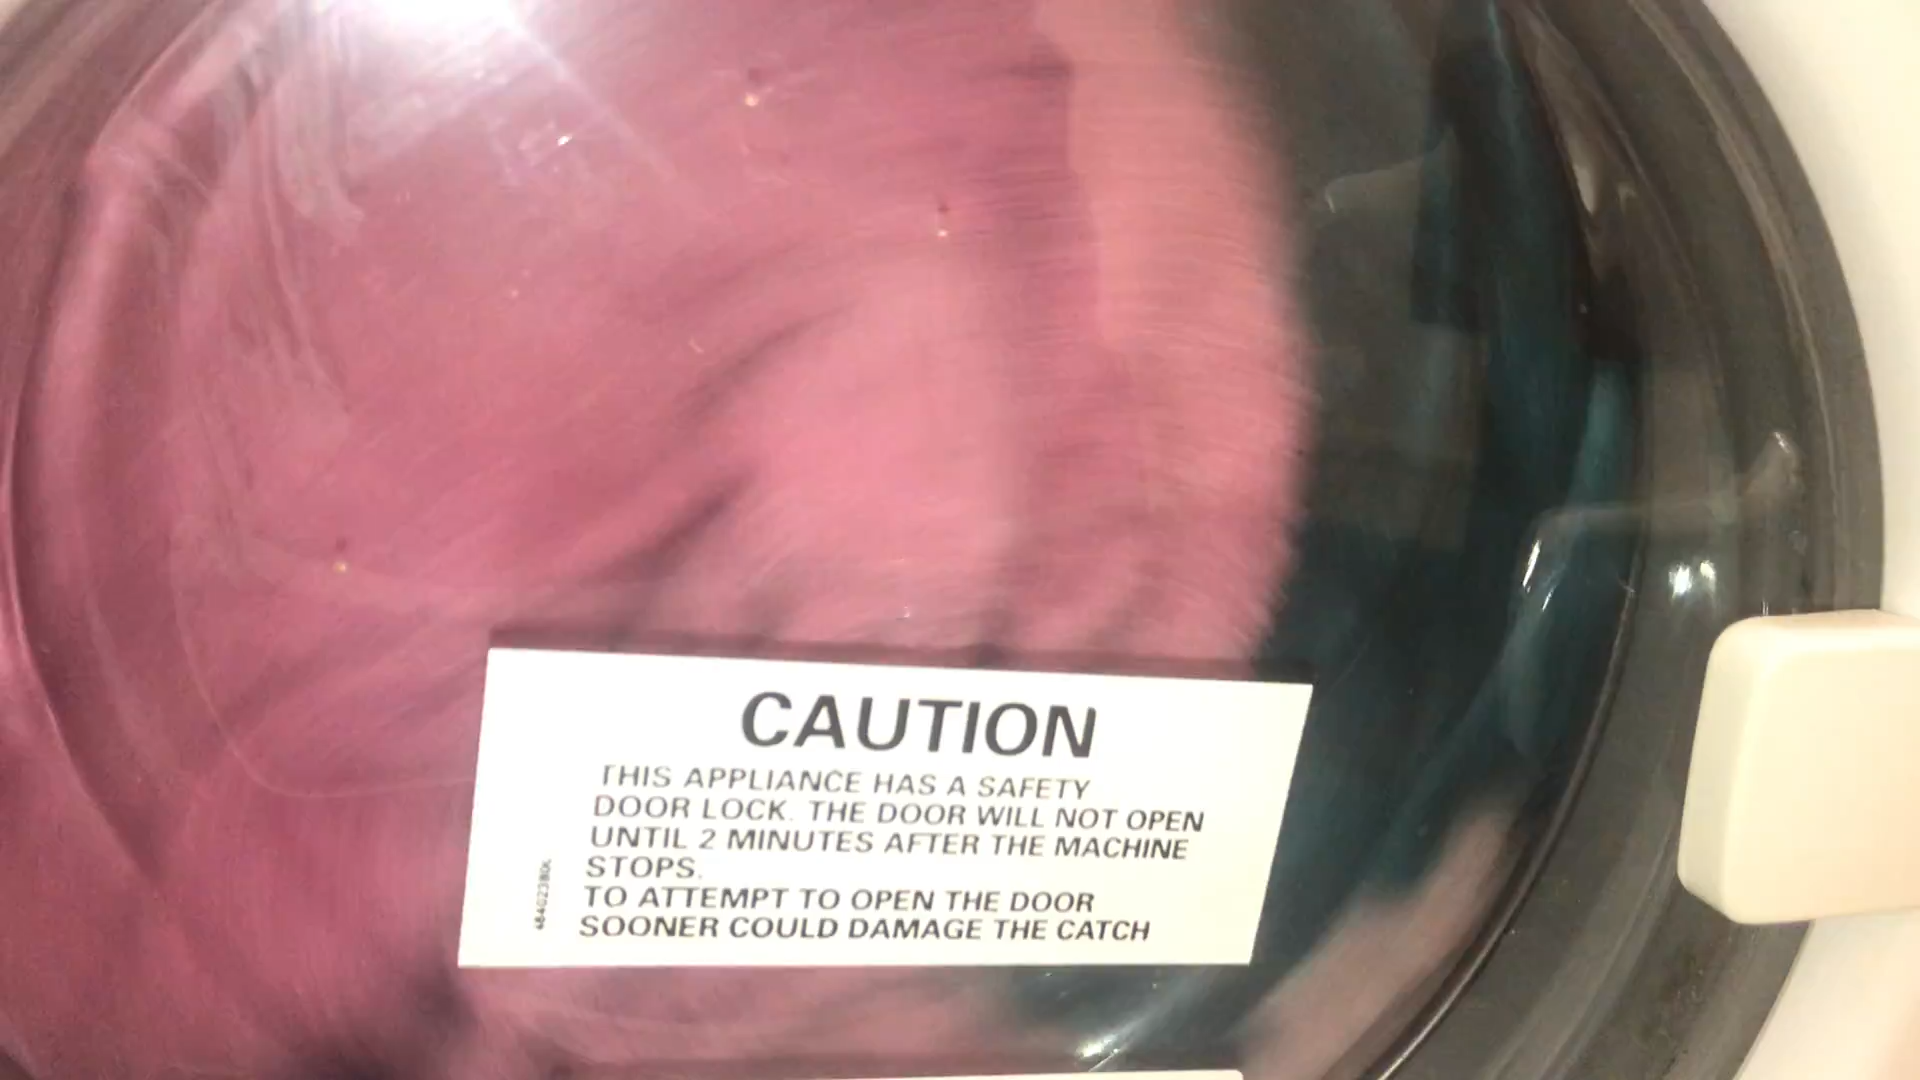 CAUTION
THIS APPLIANCE HAS A SAFETY
DOOR LOCK. THE DOOR WILL NOT OPEN
UNTIL 2 MINUTES AFTER THE MACHINE
STOPS.
TO ATTEMPT TO OPEN THE DOOR
SOONER COULD DAMAGE THE CATCH